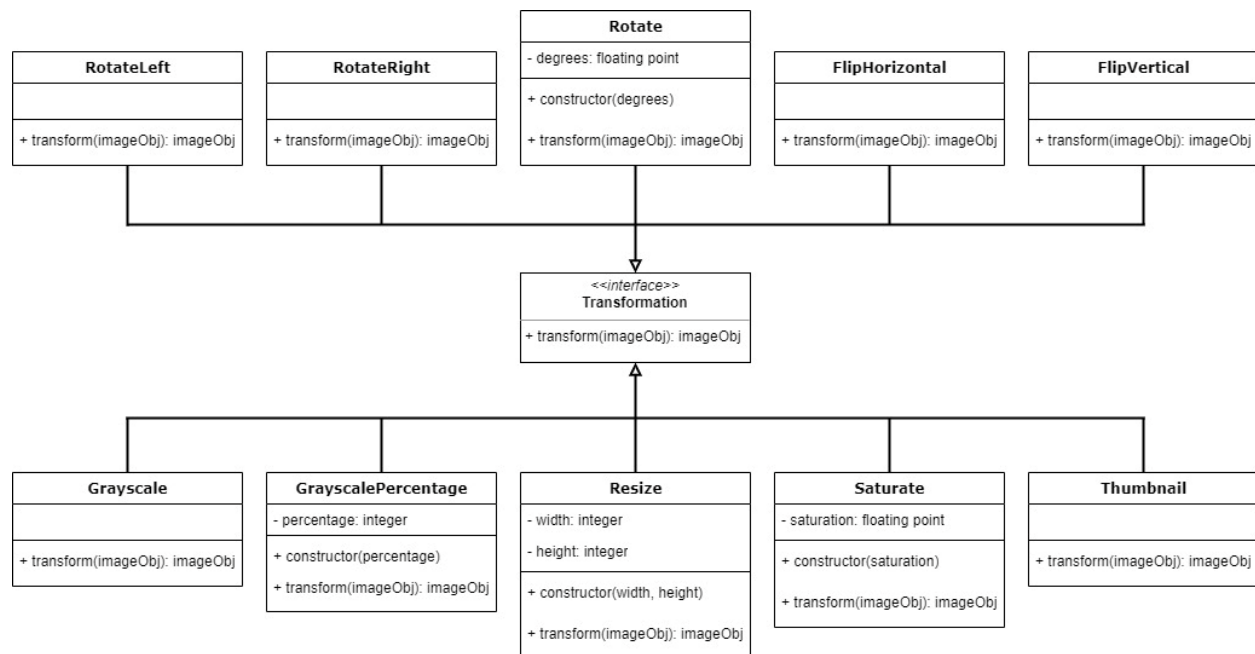 RotateLeft
+ transform(imageObj): imageObj
RotateRight
+ transform(imageObj): imageObj
Rotate
- degrees: floating point
+ constructor(degrees)
+ transform(imageObj): imageObj
FlipHorizontal
+ transform(imageObj): imageObj
FlipVertical
+ transform(imageObj): imageObj
<<interface>>
Transformation
+ transform(imageObj): imageObj
Grayscale
+ transform(imageObj): imageObj
GrayscalePercentage
- percentage: integer
+ constructor(percentage)
+ transform(imageObj): imageObj
Resize
- width: integer
- height: integer
+ constructor(width, height)
+ transform(imageObj): imageObj
Saturate
- saturation: floating point
+ constructor(saturation)
+ transform(imageObj): imageObj
Thumbnail
+ transform(imageObj): imageObj